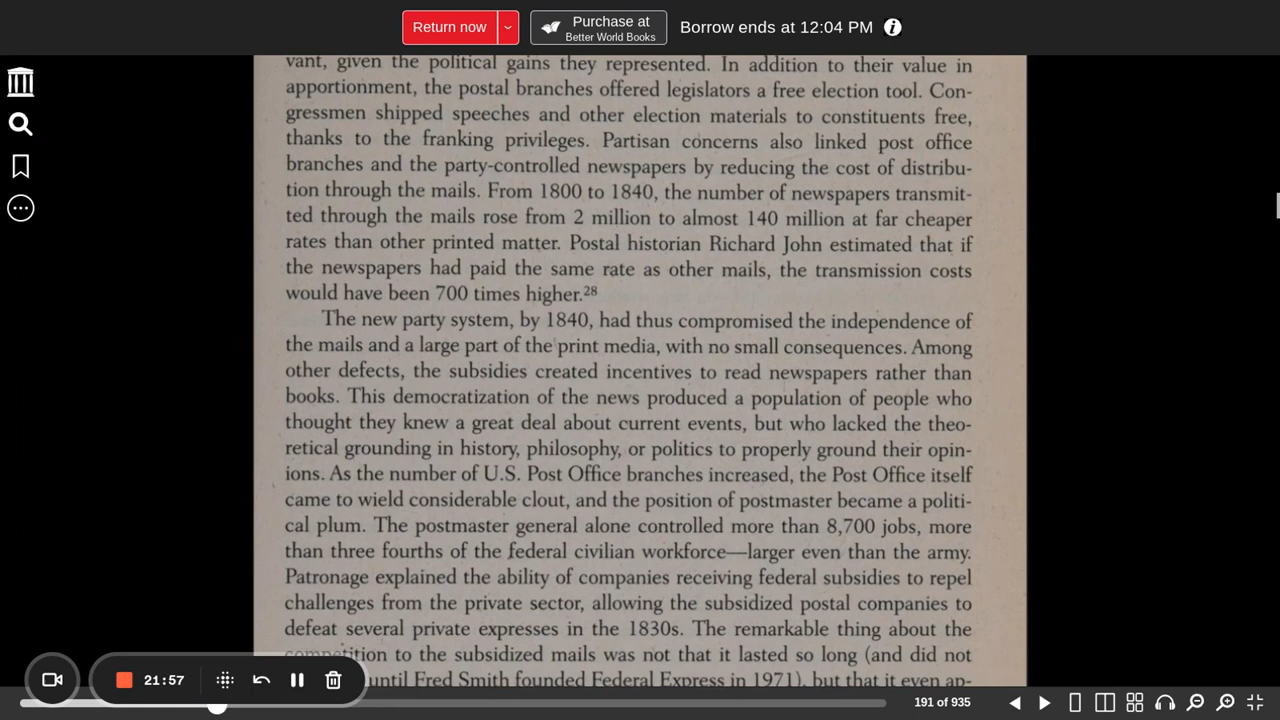 Return now
Purchase at
Better World Books
Borrow ends at 12:04 PM
vant, given the political gains they represented. In addition to their value in
apportionment, the postal branches offered legislators a free election tool. Con-
gressmen shipped speeches and other election materials to constituents free,
thanks to the franking privileges. Partisan concerns also linked post office
branches and the party-controlled newspapers by reducing the cost of distribu-
tion through the mails. From 1800 to 1840, the number of newspapers transmit-
ted through the mails rose from 2 million to almost 140 million at far cheaper
rates than other printed matter. Postal historian Richard John estimated that if
the newspapers had paid the same rate as other mails, the transmission costs
would have been 700 times higher.²⁸
The new party system, by 1840, had thus compromised the independence of
the mails and a large part of the print media, with no small consequences. Among
other defects, the subsidies created incentives to read newspapers rather than
books. This democratization of the news produced a population of people who
thought they knew a great deal about current events, but who lacked the theo-
retical grounding in history, philosophy, or politics to properly ground their opin-
ions. As the number of U.S. Post Office branches increased, the Post Office itself
came to wield considerable clout, and the position of postmaster became a politi-
cal plum. The postmaster general alone controlled more than 8,700 jobs, more
than three fourths of the federal civilian workforce—larger even than the army.
Patronage explained the ability of companies receiving federal subsidies to repel
challenges from the private sector, allowing the subsidized postal companies to
defeat several private expresses in the 1830s. The remarkable thing about the
competition to the subsidized mails was not that it lasted so long (and did not
until Fred Smith founded Federal Express in 1971), but that it even ap-
21:57
191 of 935